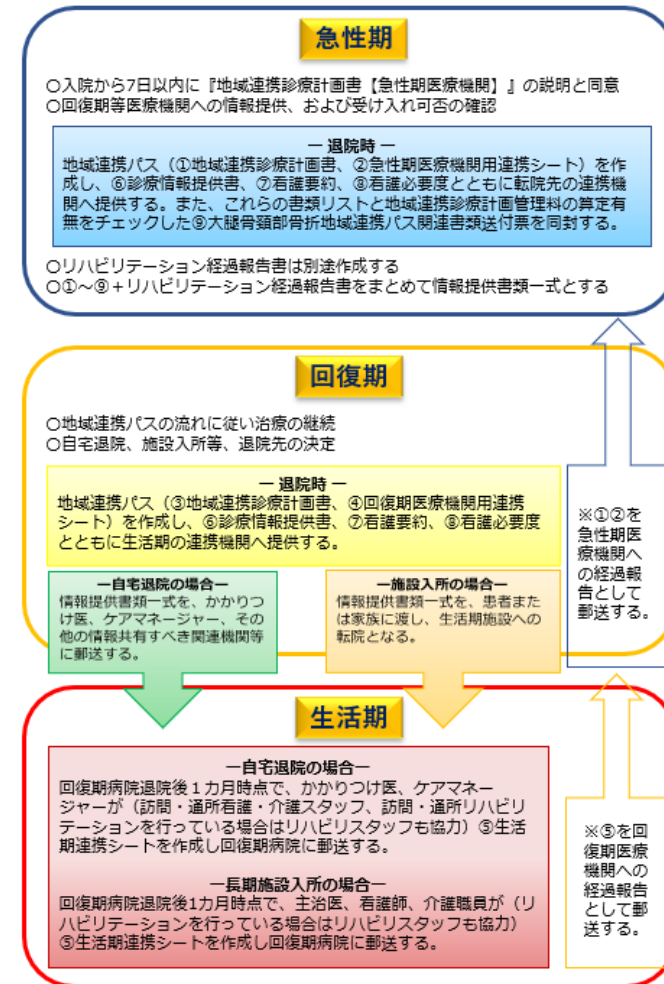 急性期
○入院から7日以内に『地域連携診療計画書【急性期医療機関】』の説明と同意
○回復期等医療機関への情報提供、および受け入れ可否の確認
― 退院時 ―
地域連携パス（①地域連携診療計画書、②急性期医療機関用連携シート）を作
成し、⑥診療情報提供書、⑦看護要約、⑧看護必要度とともに転院先の連携機
関へ提供する。また、これらの書類リストと地域連携診療計画管理料の算定有
無をチェックした⑨大腿骨頚部骨折地域連携パス関連書類送付票を同封する。
○リハビリテーション経過報告書は別途作成する
○①～⑨＋リハビリテーション経過報告書をまとめて情報提供書類一式とする
回復期
○地域連携パスの流れに従い治療の継続
○自宅退院、施設入所等、退院先の決定
― 退院時 ―
地域連携パス（③地域連携診療計画書、④回復期医療機関用連携
シート）を作成し、⑥診療情報提供書、⑦看護要約、⑧看護必要度
とともに生活期の連携機関へ提供する。
―自宅退院の場合―
情報提供書類一式を、かかりつ
け医、ケアマネージャー、その
他の情報共有すべき関連機関等
に郵送する。
―施設入所の場合―
情報提供書類一式を、患者また
は家族に渡し、生活期施設への
転院となる。
※①②を
急性期医
療機関へ
の経過報
告として
郵送する。
生活期
―自宅退院の場合―
回復期病院退院後１カ月時点で、かかりつけ医、ケアマネー
ジャーが（訪問・通所看護・介護スタッフ、訪問・通所リハビリ
テーションを行っている場合はリハビリスタッフも協力）⑤生活
期連携シートを作成し回復期病院に郵送する。
―長期施設入所の場合―
回復期病院退院後1カ月時点で、主治医、看護師、介護職員が（リ
ハビリテーションを行っている場合はリハビリスタッフも協力）
⑤生活期連携シートを作成し回復期病院に郵送する。
※⑤を回
復期医療
機関への
経過報告
として郵
送する。